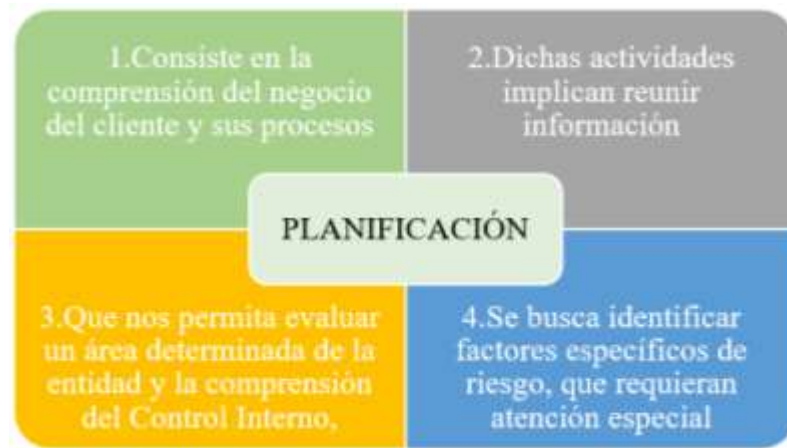 1.Consiste en la
comprensión del negocio
del cliente y sus procesos
2.Dichas actividades
implican reunir
información
PLANIFICACIÓN
3.Que nos permita evaluar
un área determinada de la
entidad y la comprensión
del Control Interno,
4.Se busca identificar
factores específicos de
riesgo, que requieran
atención especial